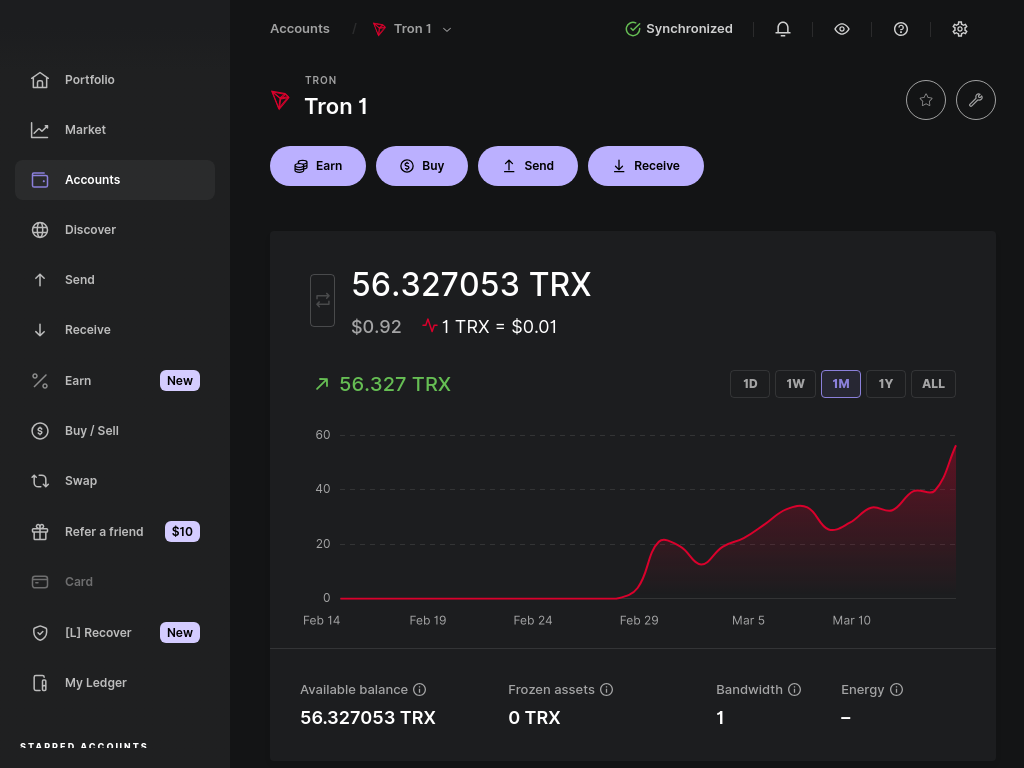 Accounts / Tron 1
Synchronized
Portfolio
Market
Accounts
Discover
Send
Receive
Earn New
Buy / Sell
Swap
Refer a friend $10
Card
[L] Recover New
My Ledger
STARRED ACCOUNTS
TRON
Tron 1
Earn
Buy
Send
Receive
56.327053 TRX
$0.92 1 TRX = $0.01
56.327 TRX
1D 1W 1M 1Y ALL
60
40
20
0
Feb 14 Feb 19 Feb 24 Feb 29 Mar 5 Mar 10
Available balance Frozen assets Bandwidth Energy
56.327053 TRX 0 TRX 1 –